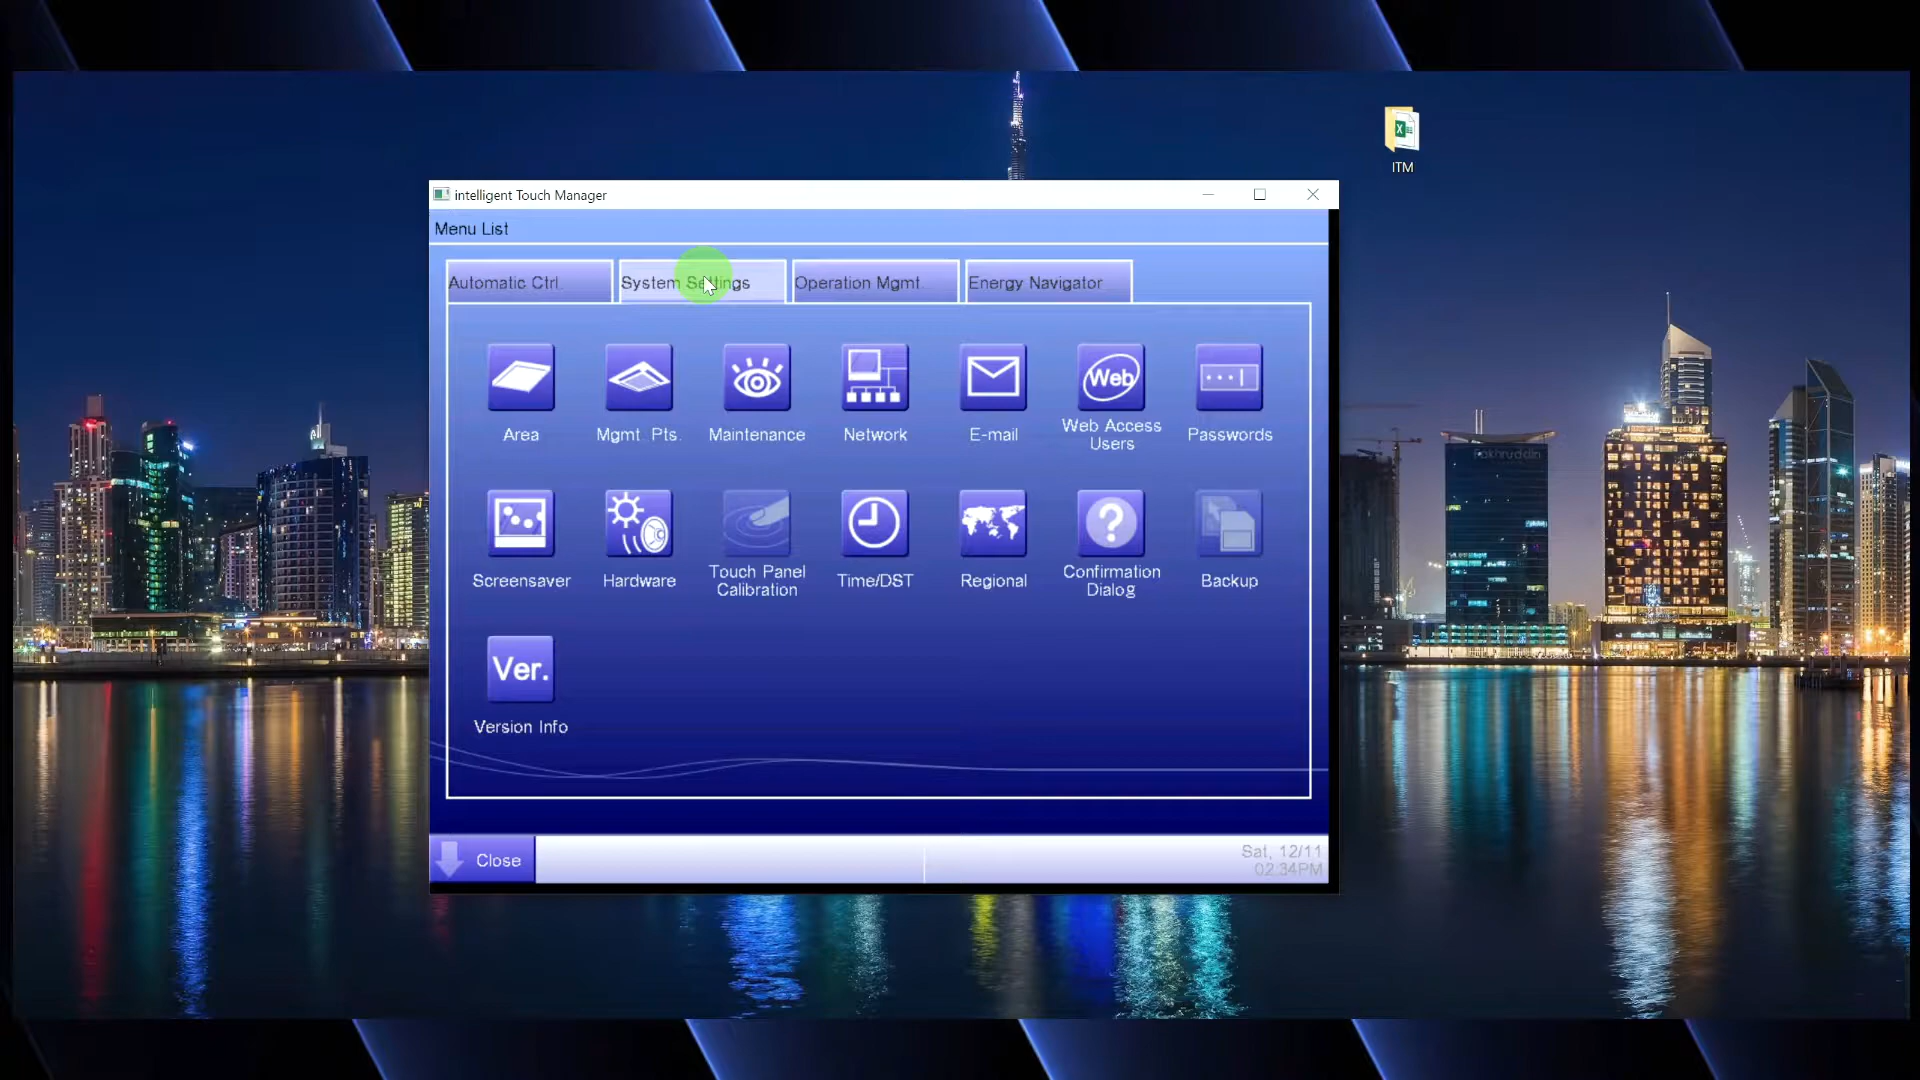 ITM
intelligent Touch Manager
Menu List
Automatic Ctrl.
System Settings
Operation Mgmt.
Energy Navigator
Area
Mgmt. Pts.
Maintenance
Network
E-mail
Web
Web Access
Users
Passwords
Screensaver
Hardware
Touch Panel
Calibration
Time/DST
Regional
?
Confirmation
Dialog
Backup
Ver.
Version Info
Close
Sat, 12/11
02:34PM
fakhruddin